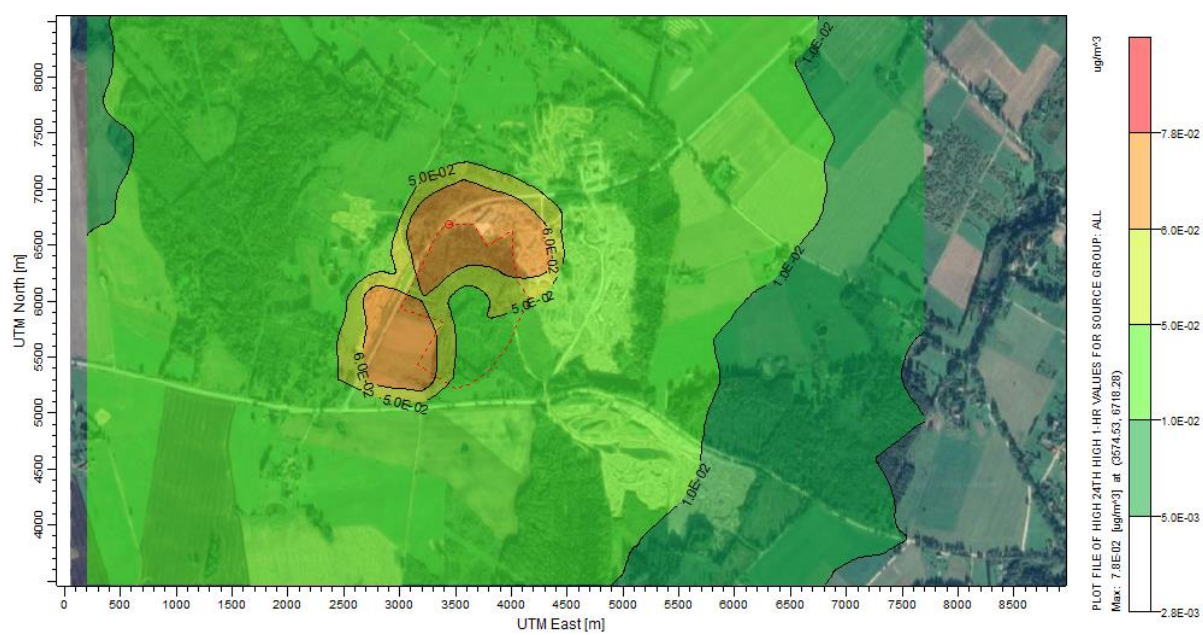 1.0E-02
5.0E-02
6.0E-02
5.0E-02
1.0E-02
6.0E-02
5.0E-02
1.0E-02
UTM North [m]
8000
7500
7000
6500
6000
5500
5000
4500
4000
0 500 1000 1500 2000 2500 3000 3500 4000 4500 5000 5500 6000 6500 7000 7500 8000 8500
UTM East [m]
PLOT FILE OF HIGH 24TH HIGH 1-HR VALUES FOR SOURCE GROUP: ALL
Max: 7.8E-02 [ug/m^3] at (3574.53, 6718.28)
ug/m^3
7.8E-02
6.0E-02
5.0E-02
1.0E-02
5.0E-03
2.8E-03